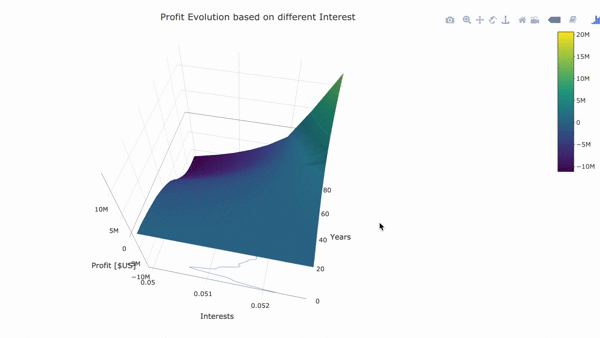 Profit Evolution based on different Interest
20M
15M
10M
5M
0
−5M
−10M
80
60
40
20
0
Years
10M
5M
0
−10M
Profit [$US]
0.05
0.051
0.052
Interests